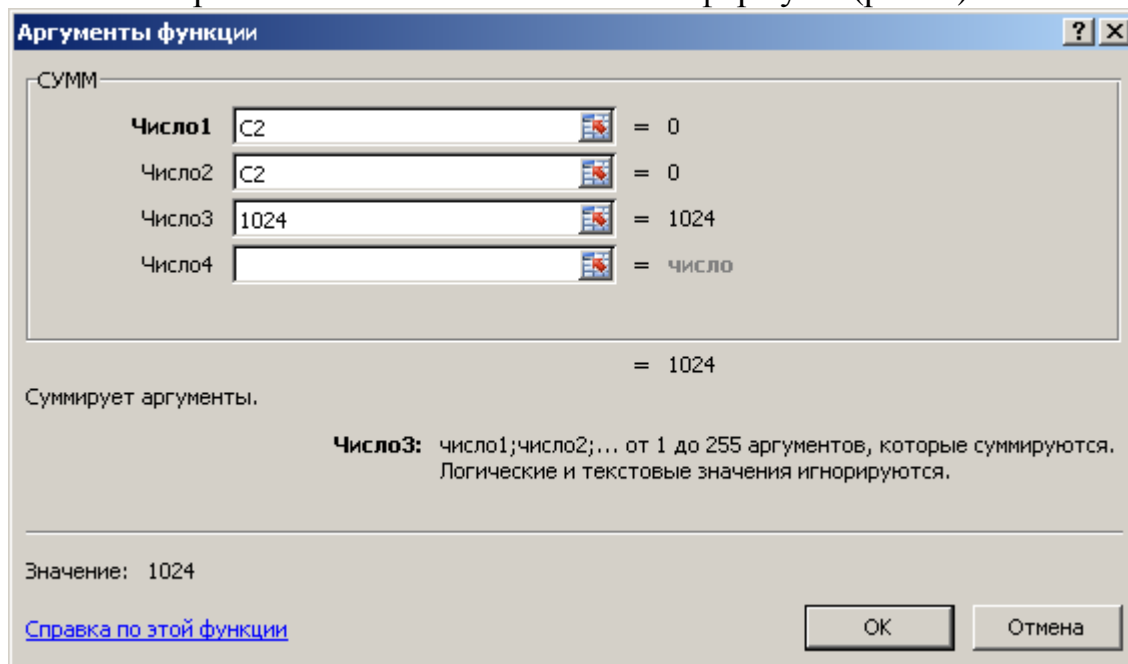 Аргументы функции
СУММ
Число1 C2 = 0
Число2 C2 = 0
Число3 1024 = 1024
Число4 = число
= 1024
Суммирует аргументы.
Число3: число1;число2;... от 1 до 255 аргументов, которые суммируются.
Логические и текстовые значения игнорируются.
Значение: 1024
Справка по этой функции
OK Отмена